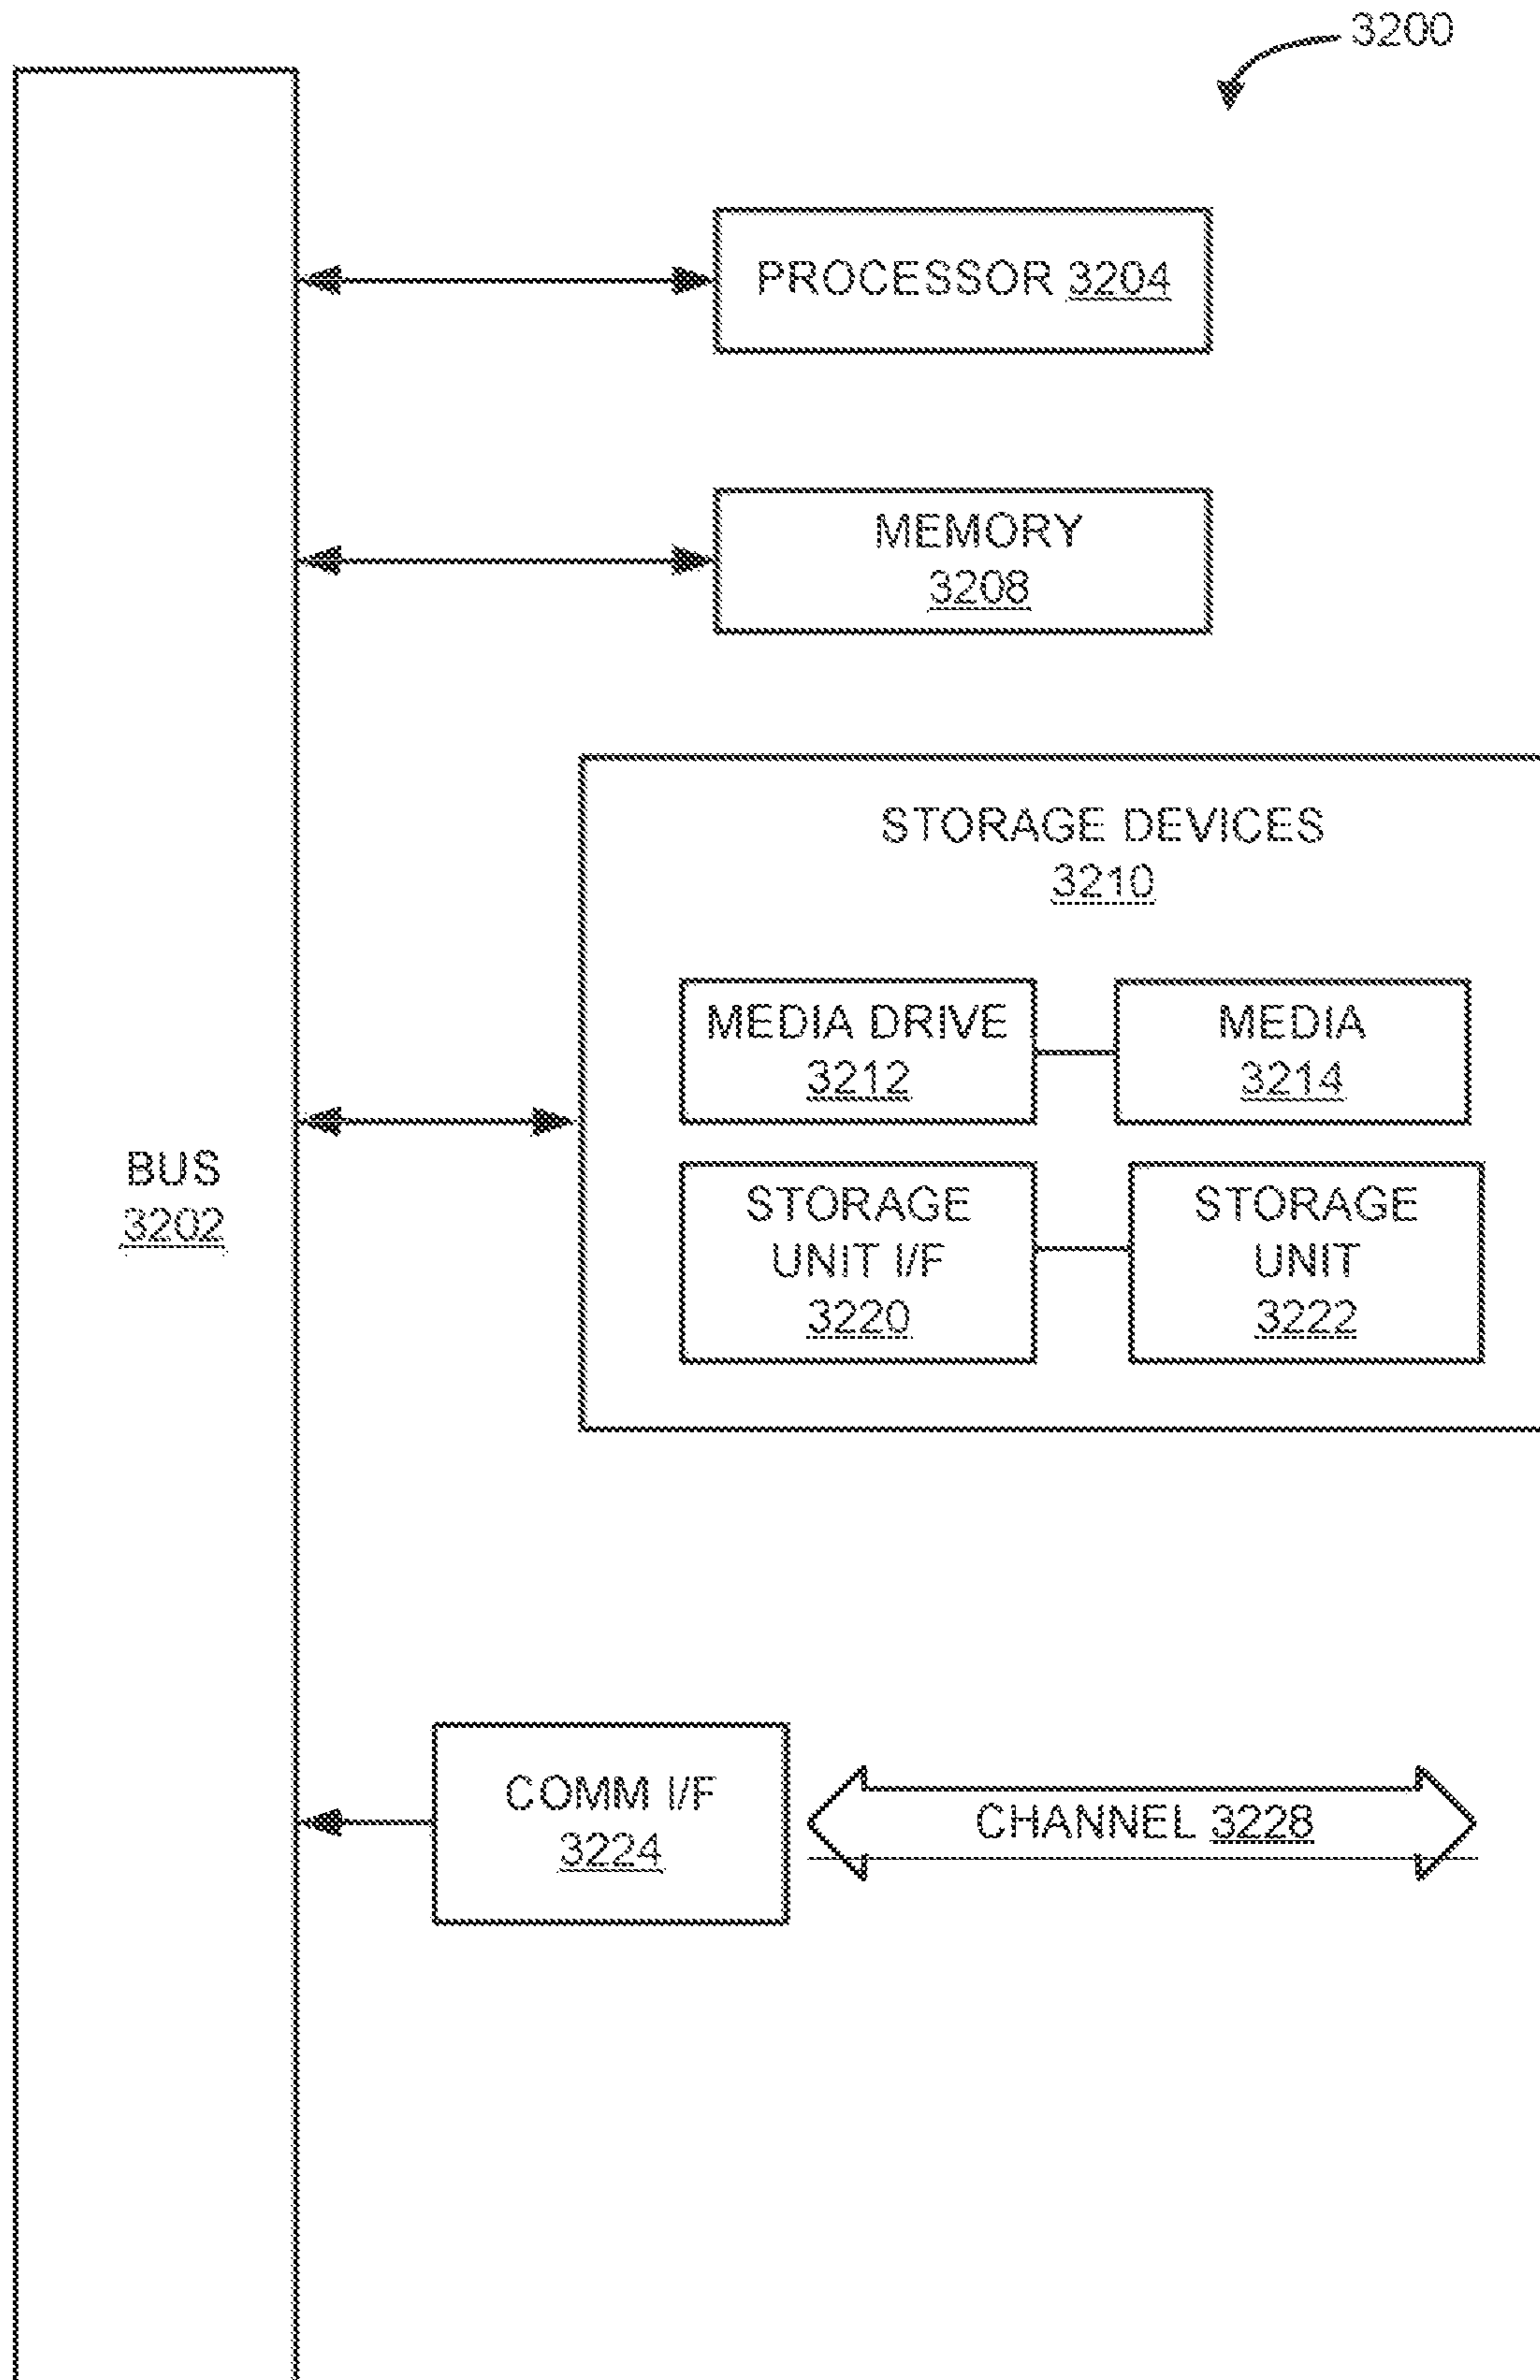 3200
PROCESSOR 3204
MEMORY
3208
STORAGE DEVICES
3210
MEDIA DRIVE
3212
MEDIA
3214
BUS
3202
STORAGE
UNIT I/F
3220
STORAGE
UNIT
3222
COMM I/F
3224
CHANNEL 3228